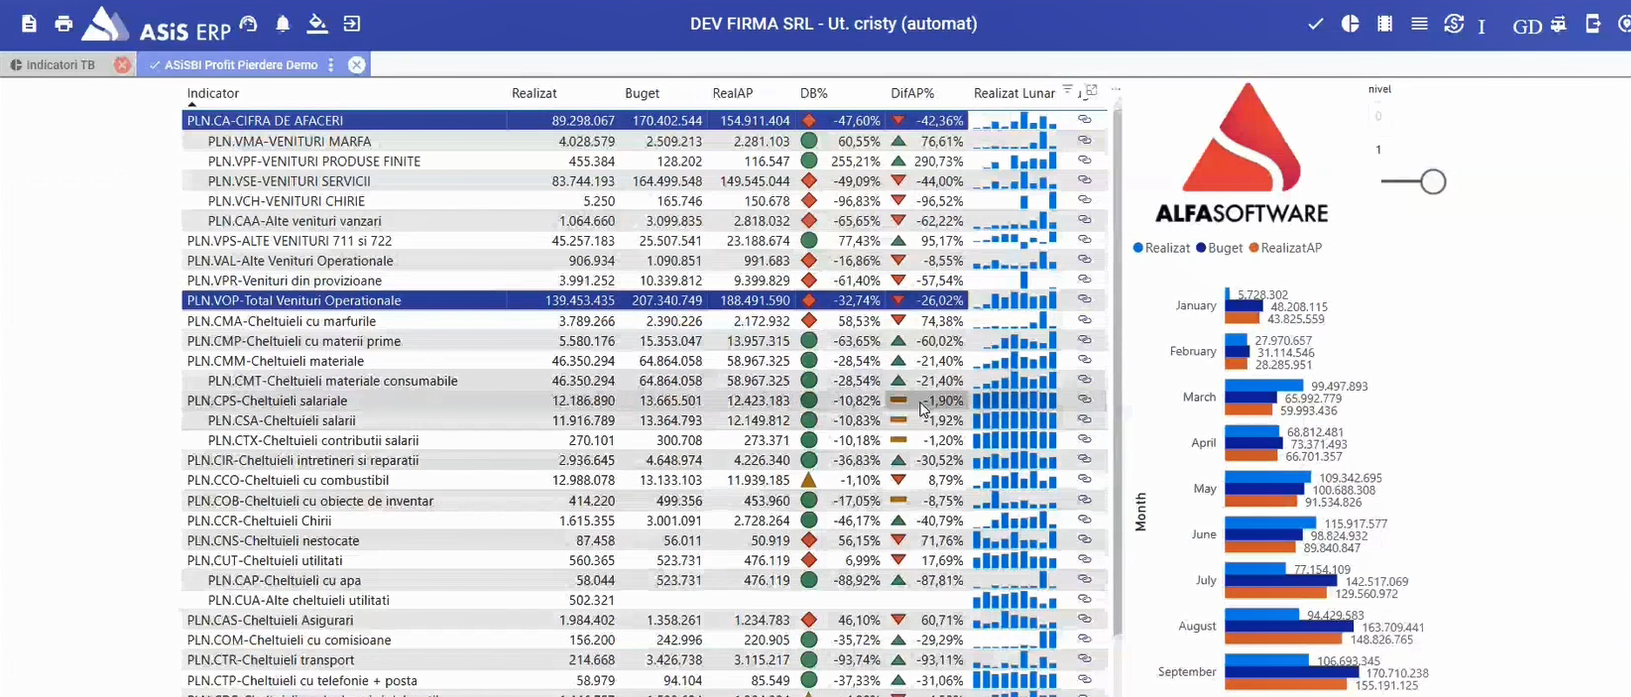 ASiS ERP
DEV FIRMA SRL - Ut. cristy (automat)
I GD
Indicatori TB
ASiSBI Profit Pierdere Demo
Indicator Realizat Buget RealAP DB% DifAP% Realizat Lunar
PLN.CA-CIFRA DE AFACERI 89.298.067 170.402.544 154.911.404 -47,60% -42,36%
PLN.VMA-VENITURI MARFA 4.028.579 2.509.213 2.281.103 60,55% 76,61%
PLN.VPF-VENITURI PRODUSE FINITE 455.384 128.202 116.547 255,21% 290,73%
PLN.VSE-VENITURI SERVICII 83.744.193 164.499.548 149.545.044 -49,09% -44,00%
PLN.VCH-VENITURI CHIRIE 5.250 165.746 150.678 -96,83% -96,52%
PLN.CAA-Alte venituri vanzari 1.064.660 3.099.835 2.818.032 -65,65% -62,22%
PLN.VPS-ALTE VENITURI 711 si 722 45.257.183 25.507.541 23.188.674 77,43% 95,17%
PLN.VAL-Alte Venituri Operationale 906.934 1.090.851 991.683 -16,86% -8,55%
PLN.VPR-Venituri din provizioane 3.991.252 10.339.812 9.399.829 -61,40% -57,54%
PLN.VOP-Total Venituri Operationale 139.453.435 207.340.749 188.491.590 -32,74% -26,02%
PLN.CMA-Cheltuieli cu marfurile 3.789.266 2.390.226 2.172.932 58,53% 74,38%
PLN.CMP-Cheltuieli cu materii prime 5.580.176 15.353.047 13.957.315 -63,65% -60,02%
PLN.CMM-Cheltuieli materiale 46.350.294 64.864.058 58.967.325 -28,54% -21,40%
PLN.CMT-Cheltuieli materiale consumabile 46.350.294 64.864.058 58.967.325 -28,54% -21,40%
PLN.CPS-Cheltuieli salariale 12.186.890 13.665.501 12.423.183 -10,82% -1,90%
PLN.CSA-Cheltuieli salarii 11.916.789 13.364.793 12.149.812 -10,83% -1,92%
PLN.CTX-Cheltuieli contributii salarii 270.101 300.708 273.371 -10,18% -1,20%
PLN.CIR-Cheltuieli intretineri si reparatii 2.936.645 4.648.974 4.226.340 -36,83% -30,52%
PLN.CCO-Cheltuieli cu combustibil 12.988.078 13.133.103 11.939.185 -1,10% 8,79%
PLN.COB-Cheltuieli cu obiecte de inventar 414.220 499.356 453.960 -17,05% -8,75%
PLN.CCR-Cheltuieli Chirii 1.615.355 3.001.091 2.728.264 -46,17% -40,79%
PLN.CNS-Cheltuieli nestocate 87.458 56.011 50.919 56,15% 71,76%
PLN.CUT-Cheltuieli utilitati 560.365 523.731 476.119 6,99% 17,69%
PLN.CAP-Cheltuieli cu apa 58.044 523.731 476.119 -88,92% -87,81%
PLN.CUA-Alte cheltuieli utilitati 502.321
PLN.CAS-Cheltuieli Asigurari 1.984.402 1.358.261 1.234.783 46,10% 60,71%
PLN.COM-Cheltuieli cu comisioane 156.200 242.996 220.905 -35,72% -29,29%
PLN.CTR-Cheltuieli transport 214.668 3.426.738 3.115.217 -93,74% -93,11%
PLN.CTP-Cheltuieli cu telefonie + posta 58.979 94.104 85.549 -37,33% -31,06%
ALFASOFTWARE
nivel
0
1
Realizat Buget RealizatAP
Month
January 5.728.302
48.208.115
43.825.559
February 27.970.657
31.114.546
28.285.951
March 99.497.893
65.992.779
59.993.436
April 68.812.481
73.371.493
66.701.357
May 109.342.695
100.688.308
91.534.826
June 115.917.577
98.824.932
89.840.847
July 77.154.109
142.517.069
129.560.972
August 94.429.583
163.709.441
148.826.765
September 106.693.345
170.710.238
155.191.125